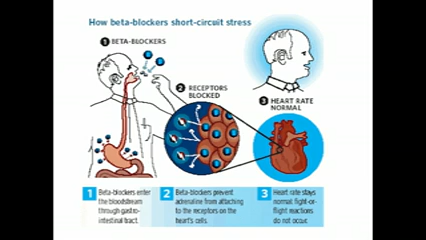 How beta-blockers short-circuit stress
1 BETA-BLOCKERS
2 RECEPTORS
BLOCKED
3 HEART RATE
NORMAL
1 Beta-blockers enter
the bloodstream
through gastro-
intestinal tract.
2 Beta-blockers prevent
adrenaline from attaching
to the receptors on the
heart's cells.
3 Heart rate stays
normal fight-or-
flight reactions
do not occur.